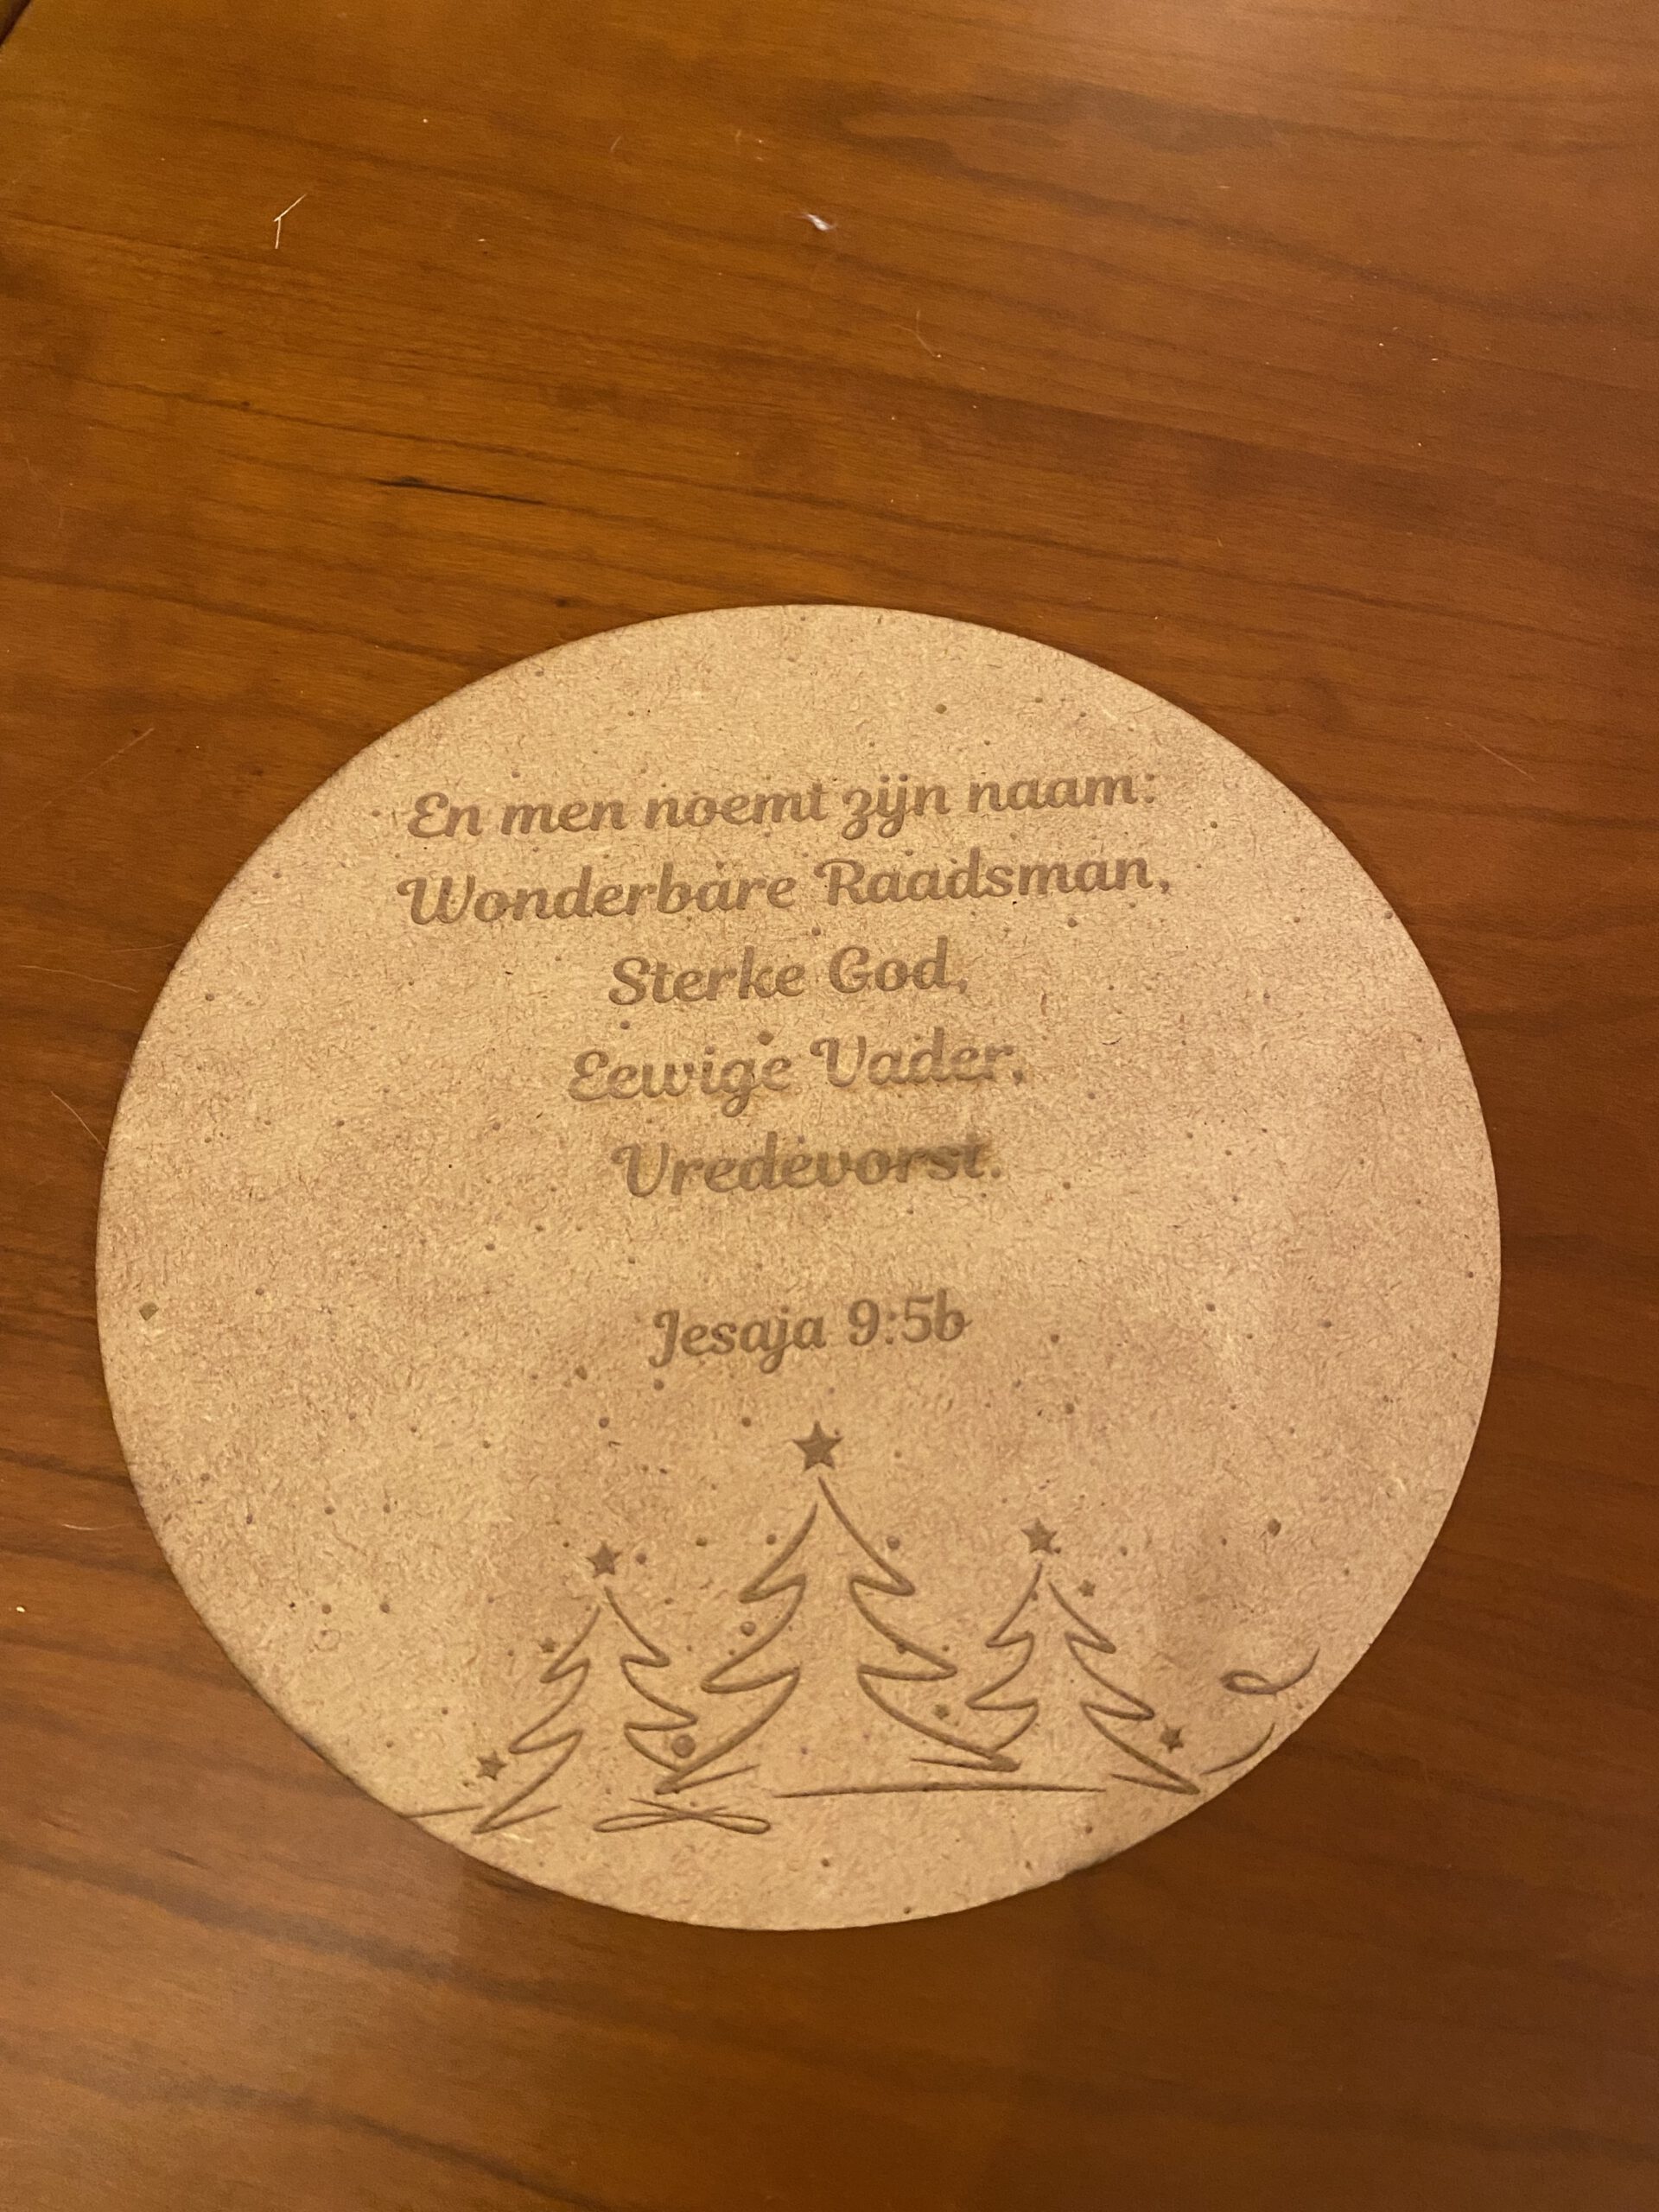 En men noemt zijn naam:
Wonderbare Raadsman,
Sterke God,
Eewige Vader,
Vredevorst.
Jesaja 9:5b